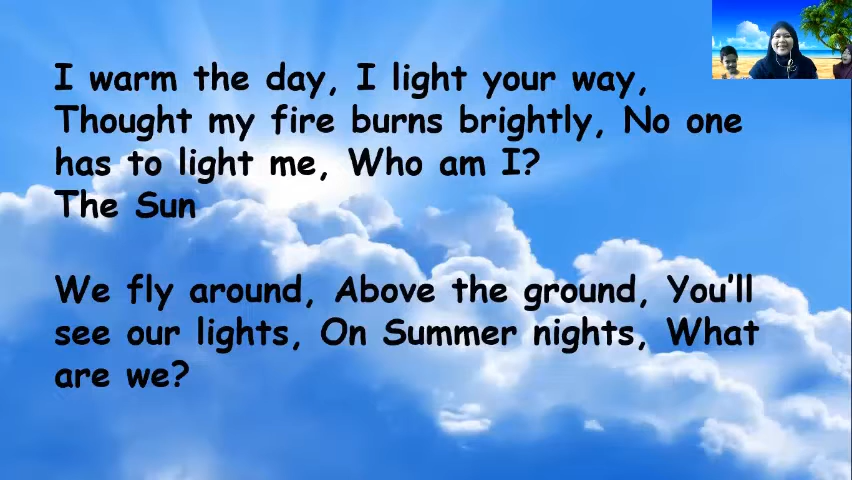 I warm the day, I light your way,
Thought my fire burns brightly, No one
has to light me, Who am I?
The Sun
We fly around, Above the ground, You'll
see our lights, On Summer nights, What
are we?